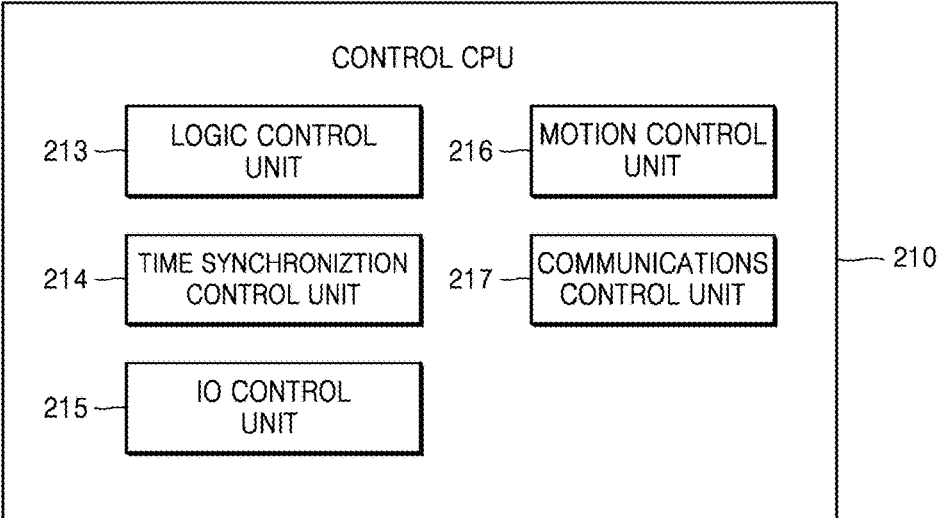 CONTROL CPU
213
LOGIC CONTROL
UNIT
216
MOTION CONTROL
UNIT
214
TIME SYNCHRONIZTION
CONTROL UNIT
217
COMMUNICATIONS
CONTROL UNIT
210
215
IO CONTROL
UNIT